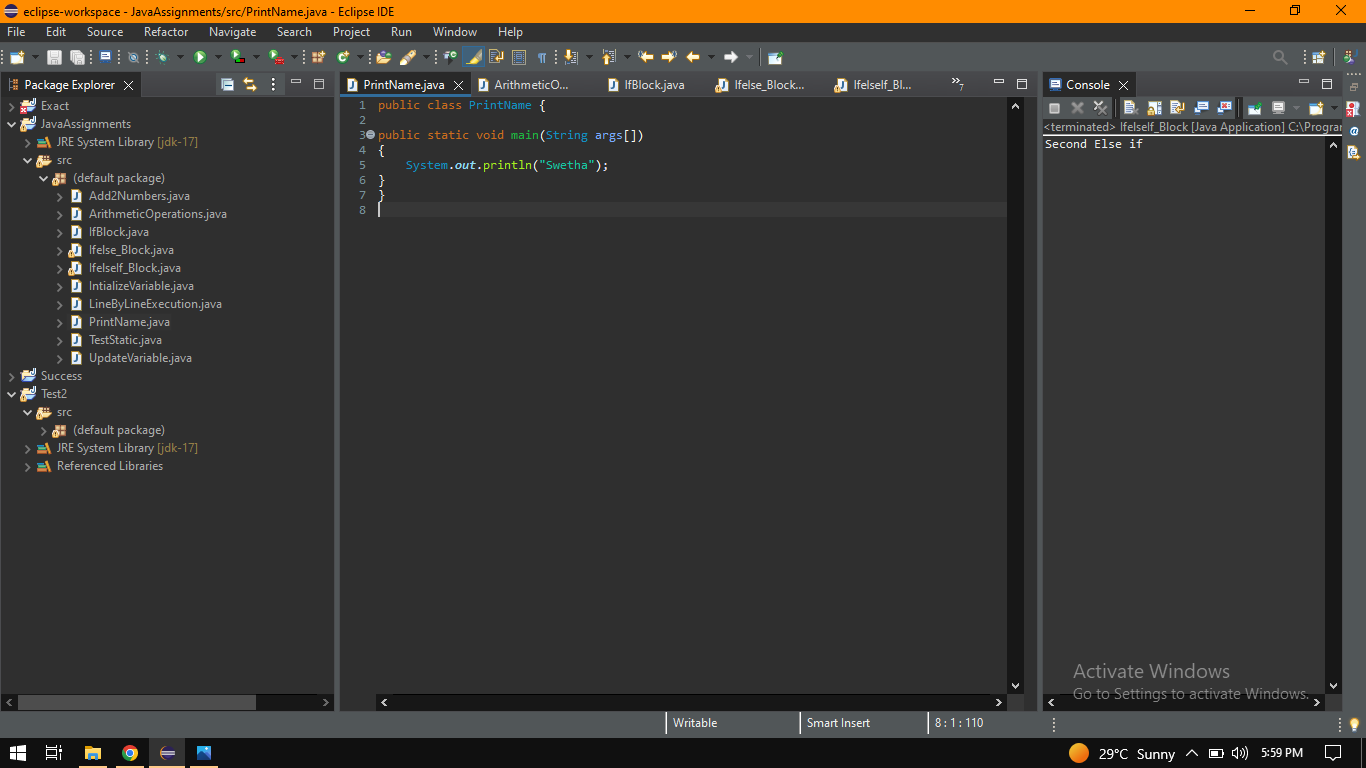 eclipse-workspace - JavaAssignments/src/PrintName.java - Eclipse IDE
File Edit Source Refactor Navigate Search Project Run Window Help
Package Explorer
Exact
JavaAssignments
JRE System Library [jdk-17]
src
(default package)
Add2Numbers.java
ArithmeticOperations.java
IfBlock.java
Ifelse_Block.java
IfelseIf_Block.java
IntializeVariable.java
LineByLineExecution.java
PrintName.java
TestStatic.java
UpdateVariable.java
Success
Test2
src
(default package)
JRE System Library [jdk-17]
Referenced Libraries
PrintName.java ArithmeticO... IfBlock.java Ifelse_Block... IfelseIf_Bl... »7
1 public class PrintName {
2
3 public static void main(String args[])
4 {
5 System.out.println("Swetha");
6 }
7 }
8
Console
<terminated> IfelseIf_Block [Java Application] C:\Progran
Second Else if
Activate Windows
Go to Settings to activate Windows.
Writable Smart Insert 8 : 1 : 110
29°C Sunny 5:59 PM